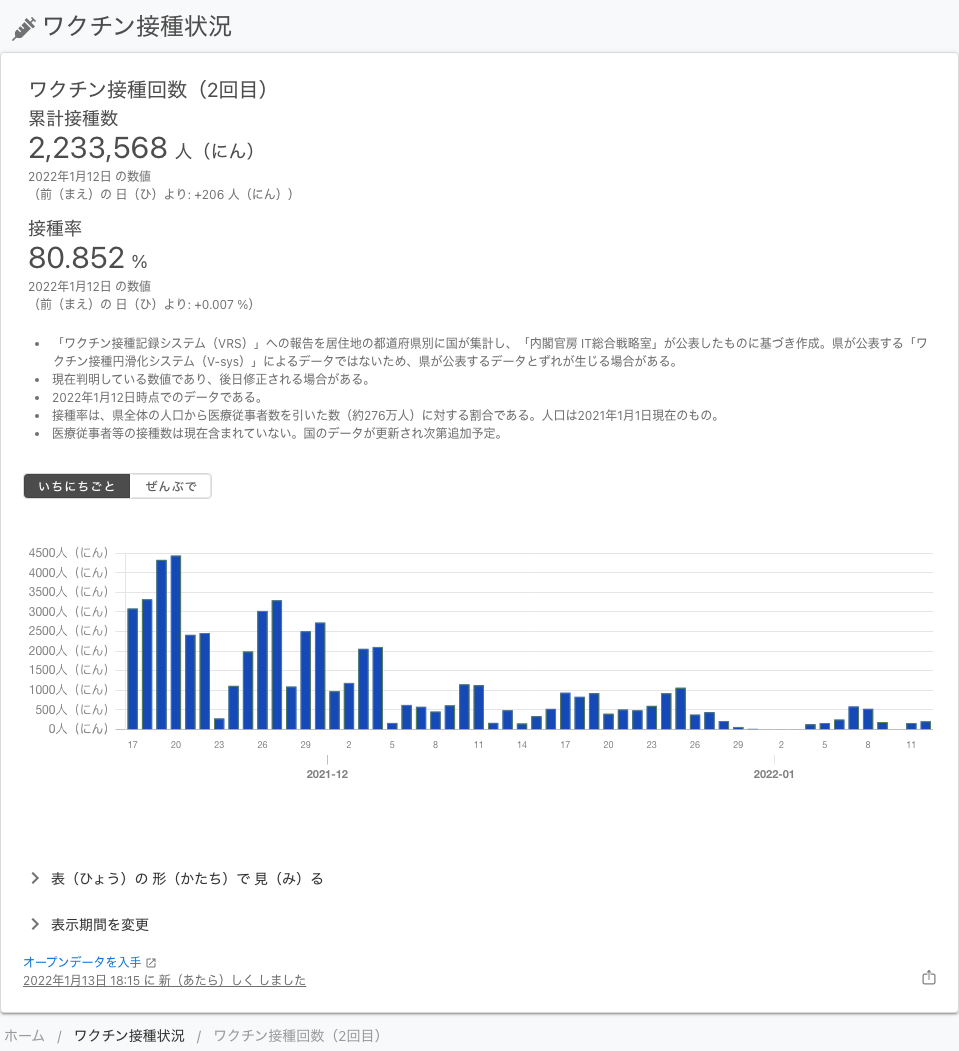 ワクチン接種状況
ワクチン接種回数（2回目）
累計接種数
2,233,568 人（にん）
2022年1月12日 の数値
（前（まえ）の 日（ひ）より: +206 人（にん））
接種率
80.852 %
2022年1月12日 の数値
（前（まえ）の 日（ひ）より: +0.007 %）
• 「ワクチン接種記録システム（VRS）」への報告を居住地の都道府県別に国が集計し、「内閣官房 IT総合戦略室」が公表したものに基づき作成。県が公表する「ワ
クチン接種円滑化システム（V-sys）」によるデータではないため、県が公表するデータとずれが生じる場合がある。
• 現在判明している数値であり、後日修正される場合がある。
• 2022年1月12日時点でのデータである。
• 接種率は、県全体の人口から医療従事者数を引いた数（約276万人）に対する割合である。人口は2021年1月1日現在のもの。
• 医療従事者等の接種数は現在含まれていない。国のデータが更新され次第追加予定。
いちにちごと ぜんぶで
4500人（にん）
4000人（にん）
3500人（にん）
3000人（にん）
2500人（にん）
2000人（にん）
1500人（にん）
1000人（にん）
500人（にん）
0人（にん）
17 20 23 26 29 2 5 8 11 14 17 20 23 26 29 2 5 8 11
2021-12 2022-01
表（ひょう）の 形（かたち）で 見（み）る
表示期間を変更
オープンデータを入手
2022年1月13日 18:15 に 新（あたら）しく しました
ホーム / ワクチン接種状況 / ワクチン接種回数（2回目）